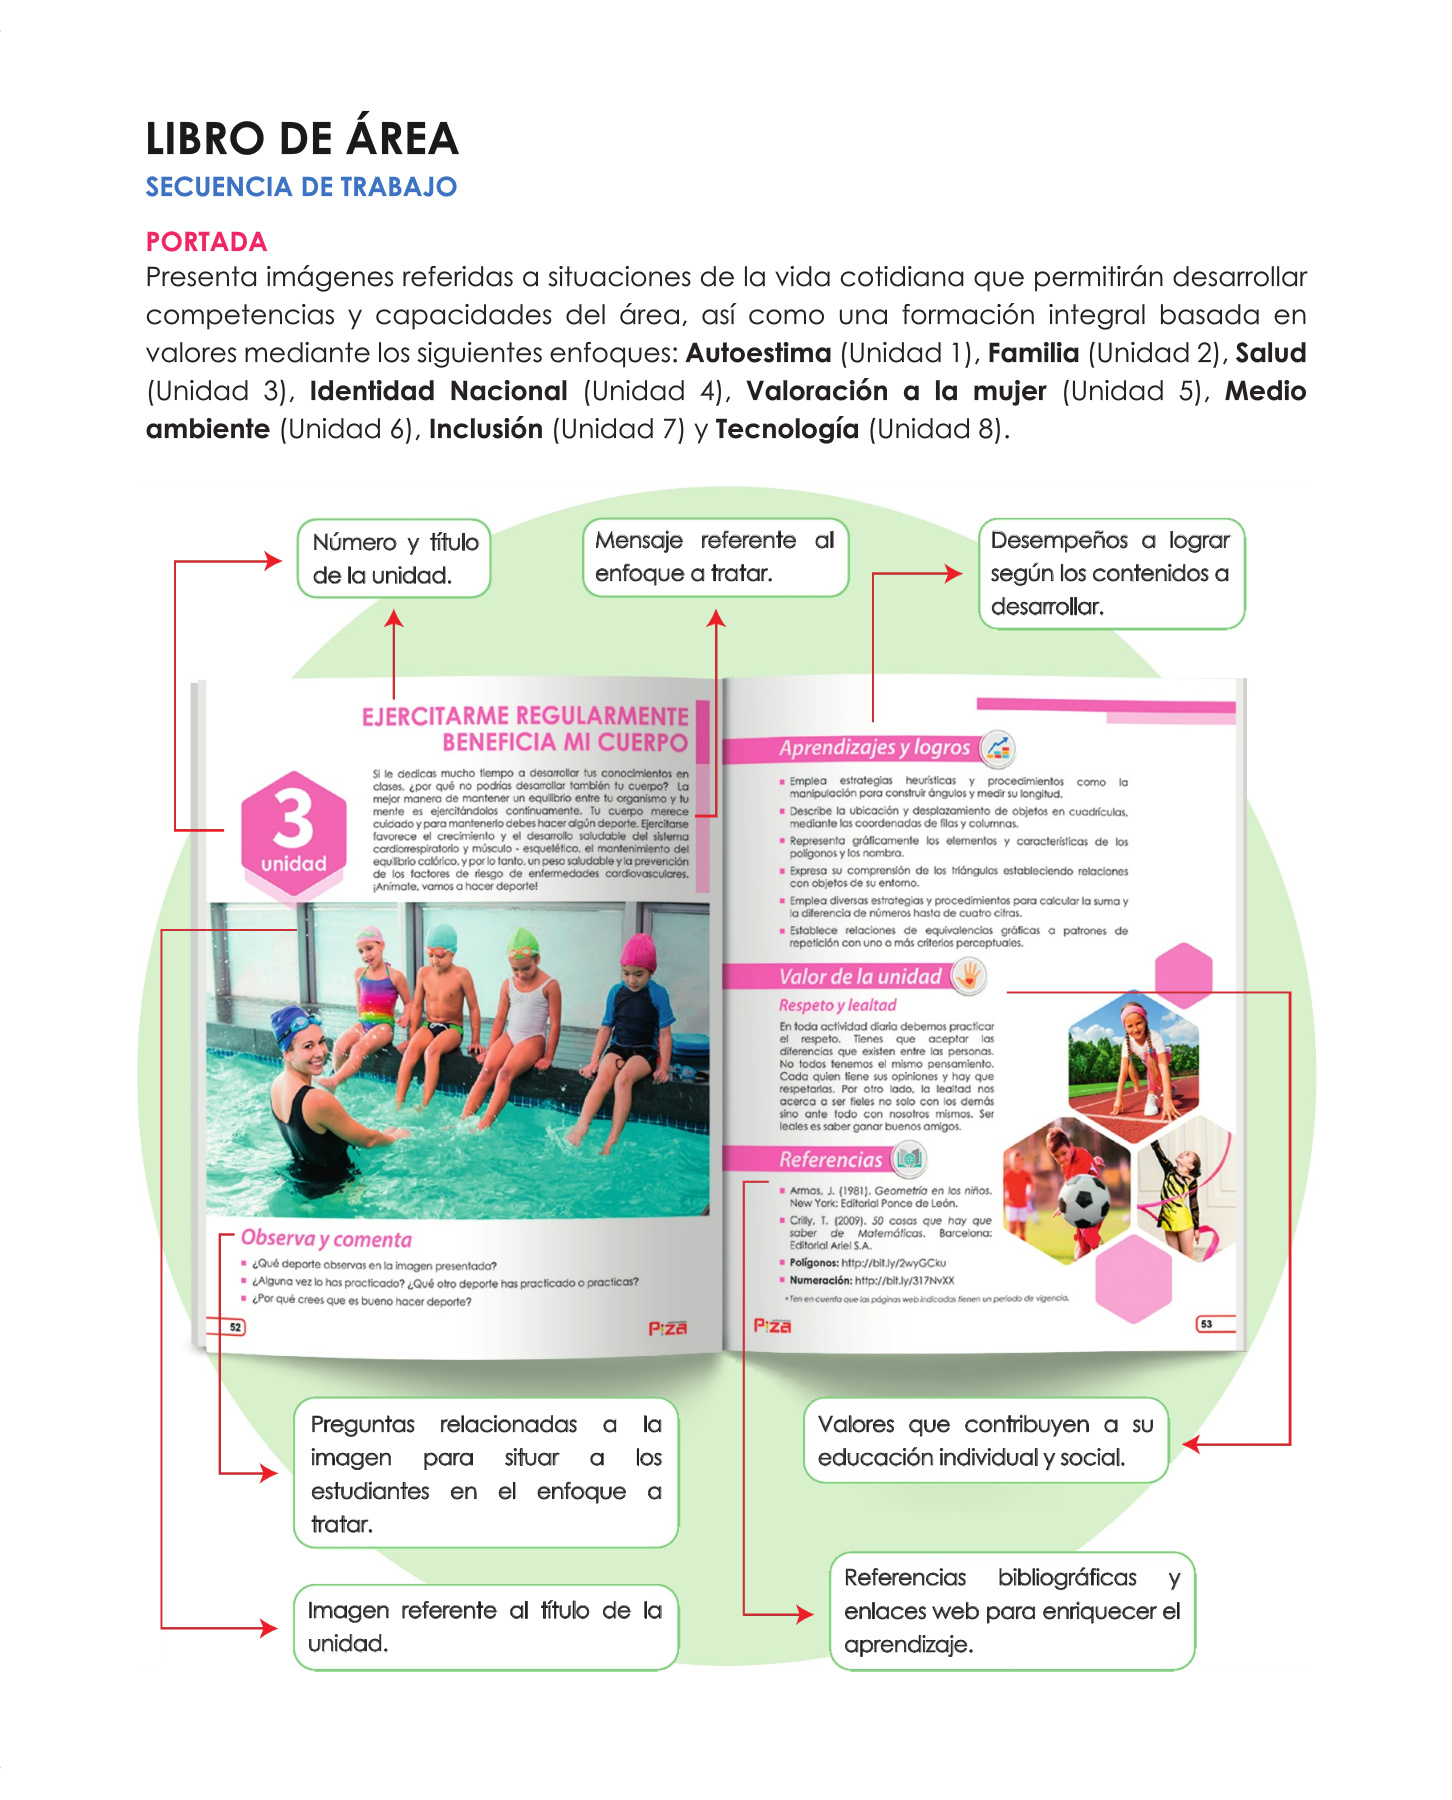 LIBRO DE ÁREA
SECUENCIA DE TRABAJO
PORTADA
Presenta imágenes referidas a situaciones de la vida cotidiana que permitirán desarrollar
competencias y capacidades del área, así como una formación integral basada en
valores mediante los siguientes enfoques: Autoestima (Unidad 1), Familia (Unidad 2), Salud
(Unidad 3), Identidad Nacional (Unidad 4), Valoración a la mujer (Unidad 5), Medio
ambiente (Unidad 6), Inclusión (Unidad 7) y Tecnología (Unidad 8).
Número y título
de la unidad.
Mensaje referente al
enfoque a tratar.
Desempeños a lograr
según los contenidos a
desarrollar.
EJERCITARME REGULARMENTE
BENEFICIA MI CUERPO
3
unidad
Si le dedicas mucho tiempo a desarrollar tus conocimientos en
clases, ¿por qué no podrías desarrollar también tu cuerpo? La
mejor manera de mantener un equilibrio entre tu organismo y tu
mente es ejercitándolos continuamente. Tu cuerpo merece
cuidado y para mantenerlo debes hacer algún deporte. Ejercitarse
favorece el crecimiento y el desarrollo saludable del sistema
cardiorrespiratorio y músculo - esquelético, el mantenimiento del
equilibrio calórico, y por lo tanto, un peso saludable y la prevención
de los factores de riesgo de enfermedades cardiovasculares.
¡Anímate, vamos a hacer deporte!
Observa y comenta
¿Qué deporte observas en la imagen presentada?
¿Alguna vez lo has practicado? ¿Qué otro deporte has practicado o practicas?
¿Por qué crees que es bueno hacer deporte?
52
Piza
Aprendizajes y logros
Emplea estrategias heurísticas y procedimientos como la
manipulación para construir ángulos y medir su longitud.
Describe la ubicación y desplazamiento de objetos en cuadrículas,
mediante las coordenadas de filas y columnas.
Representa gráficamente los elementos y características de los
polígonos y los nombra.
Expresa su comprensión de los triángulos estableciendo relaciones
con objetos de su entorno.
Emplea diversas estrategias y procedimientos para calcular la suma y
la diferencia de números hasta de cuatro cifras.
Establece relaciones de equivalencias gráficas o patrones de
repetición con uno o más criterios perceptuales.
Valor de la unidad
Respeto y lealtad
En toda actividad diaria debemos practicar
el respeto. Tienes que aceptar las
diferencias que existen entre las personas.
No todos tenemos el mismo pensamiento.
Cada quien tiene sus opiniones y hay que
respetarlas. Por otro lado, la lealtad nos
acerca a ser fieles no solo con los demás
sino ante todo con nosotros mismos. Ser
leales es saber ganar buenos amigos.
Referencias
Armas, J. (1981). Geometría en los niños.
New York: Editorial Ponce de León.
Crilly, T. (2009). 50 cosas que hay que
saber de Matemáticas. Barcelona:
Editorial Ariel S.A.
Polígonos: http://bit.ly/2wyGCku
Numeración: http://bit.ly/317NvXX
*Ten en cuenta que las páginas web indicadas tienen un periodo de vigencia.
Piza
53
Preguntas relacionadas a la
imagen para situar a los
estudiantes en el enfoque a
tratar.
Valores que contribuyen a su
educación individual y social.
Imagen referente al título de la
unidad.
Referencias bibliográficas y
enlaces web para enriquecer el
aprendizaje.